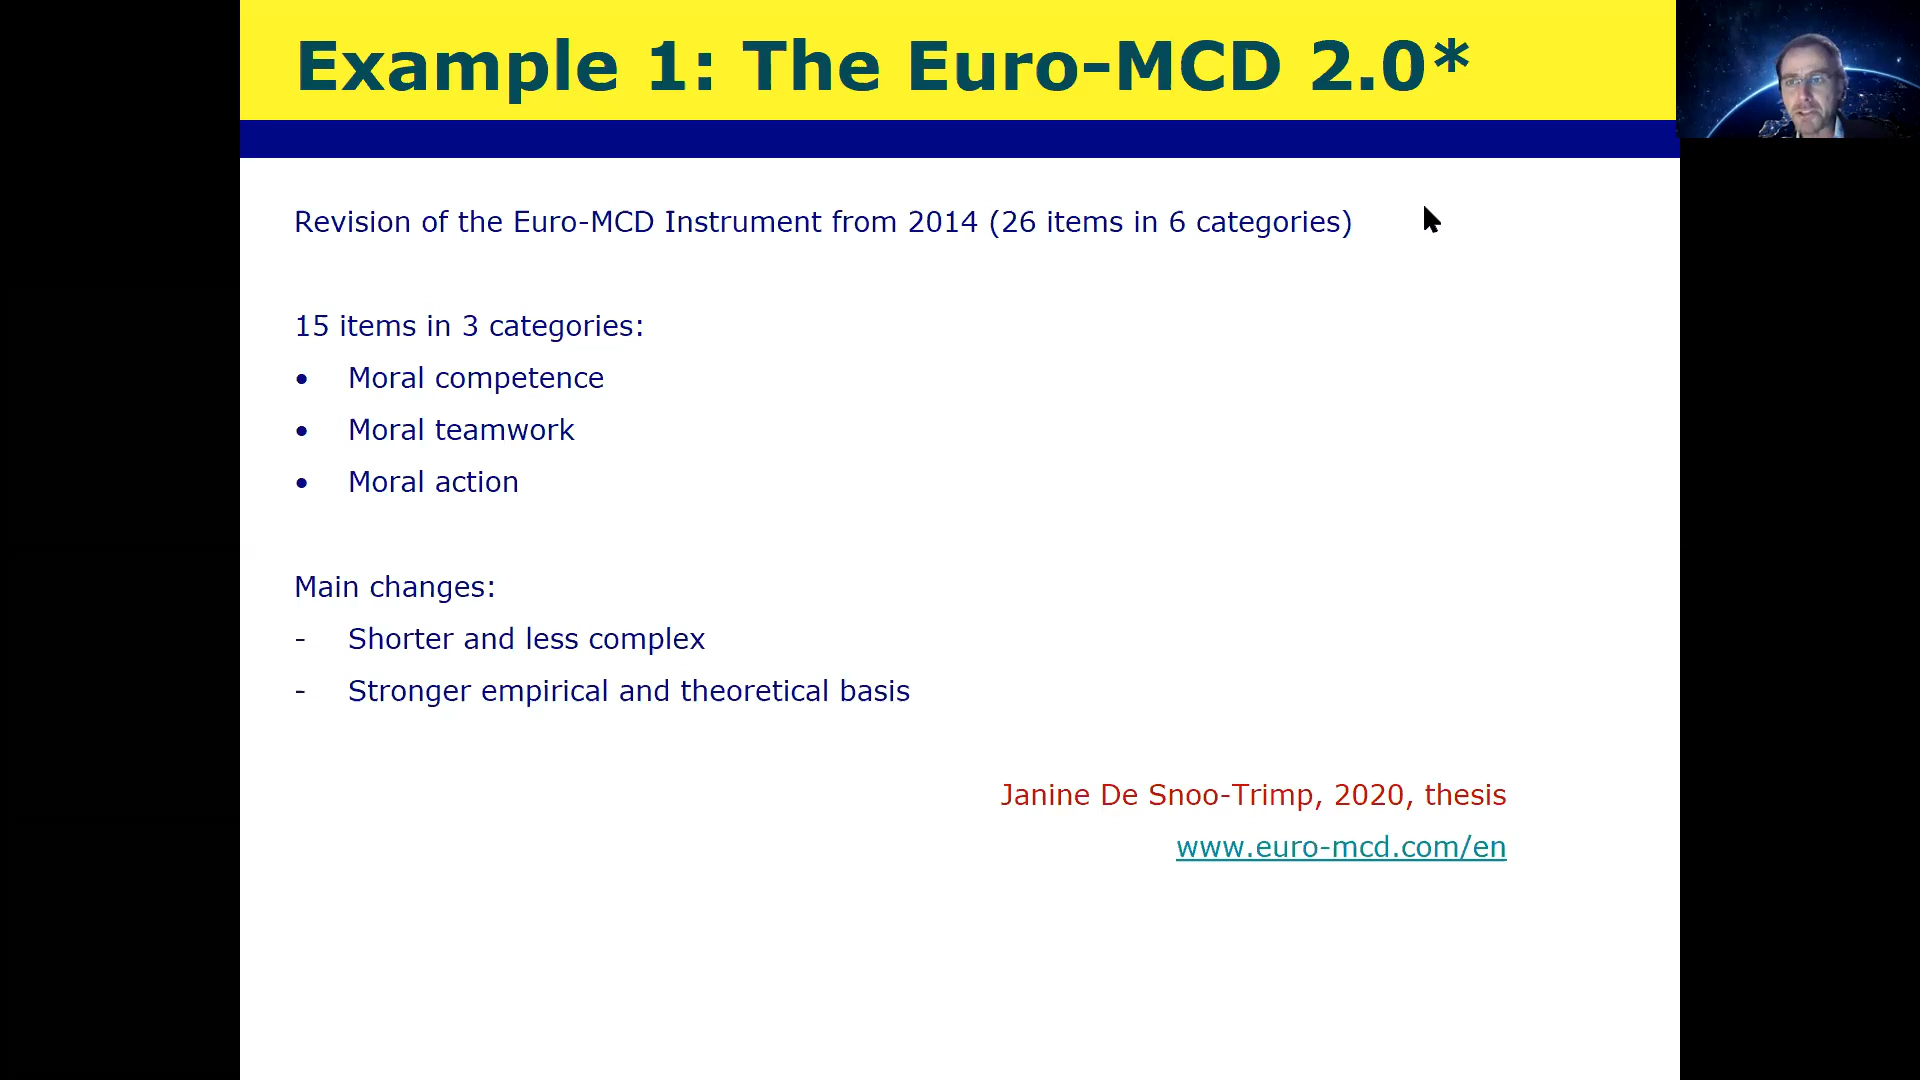 Example 1: The Euro-MCD 2.0*
Revision of the Euro-MCD Instrument from 2014 (26 items in 6 categories)
15 items in 3 categories:
• Moral competence
• Moral teamwork
• Moral action
Main changes:
- Shorter and less complex
- Stronger empirical and theoretical basis
Janine De Snoo-Trimp, 2020, thesis
www.euro-mcd.com/en